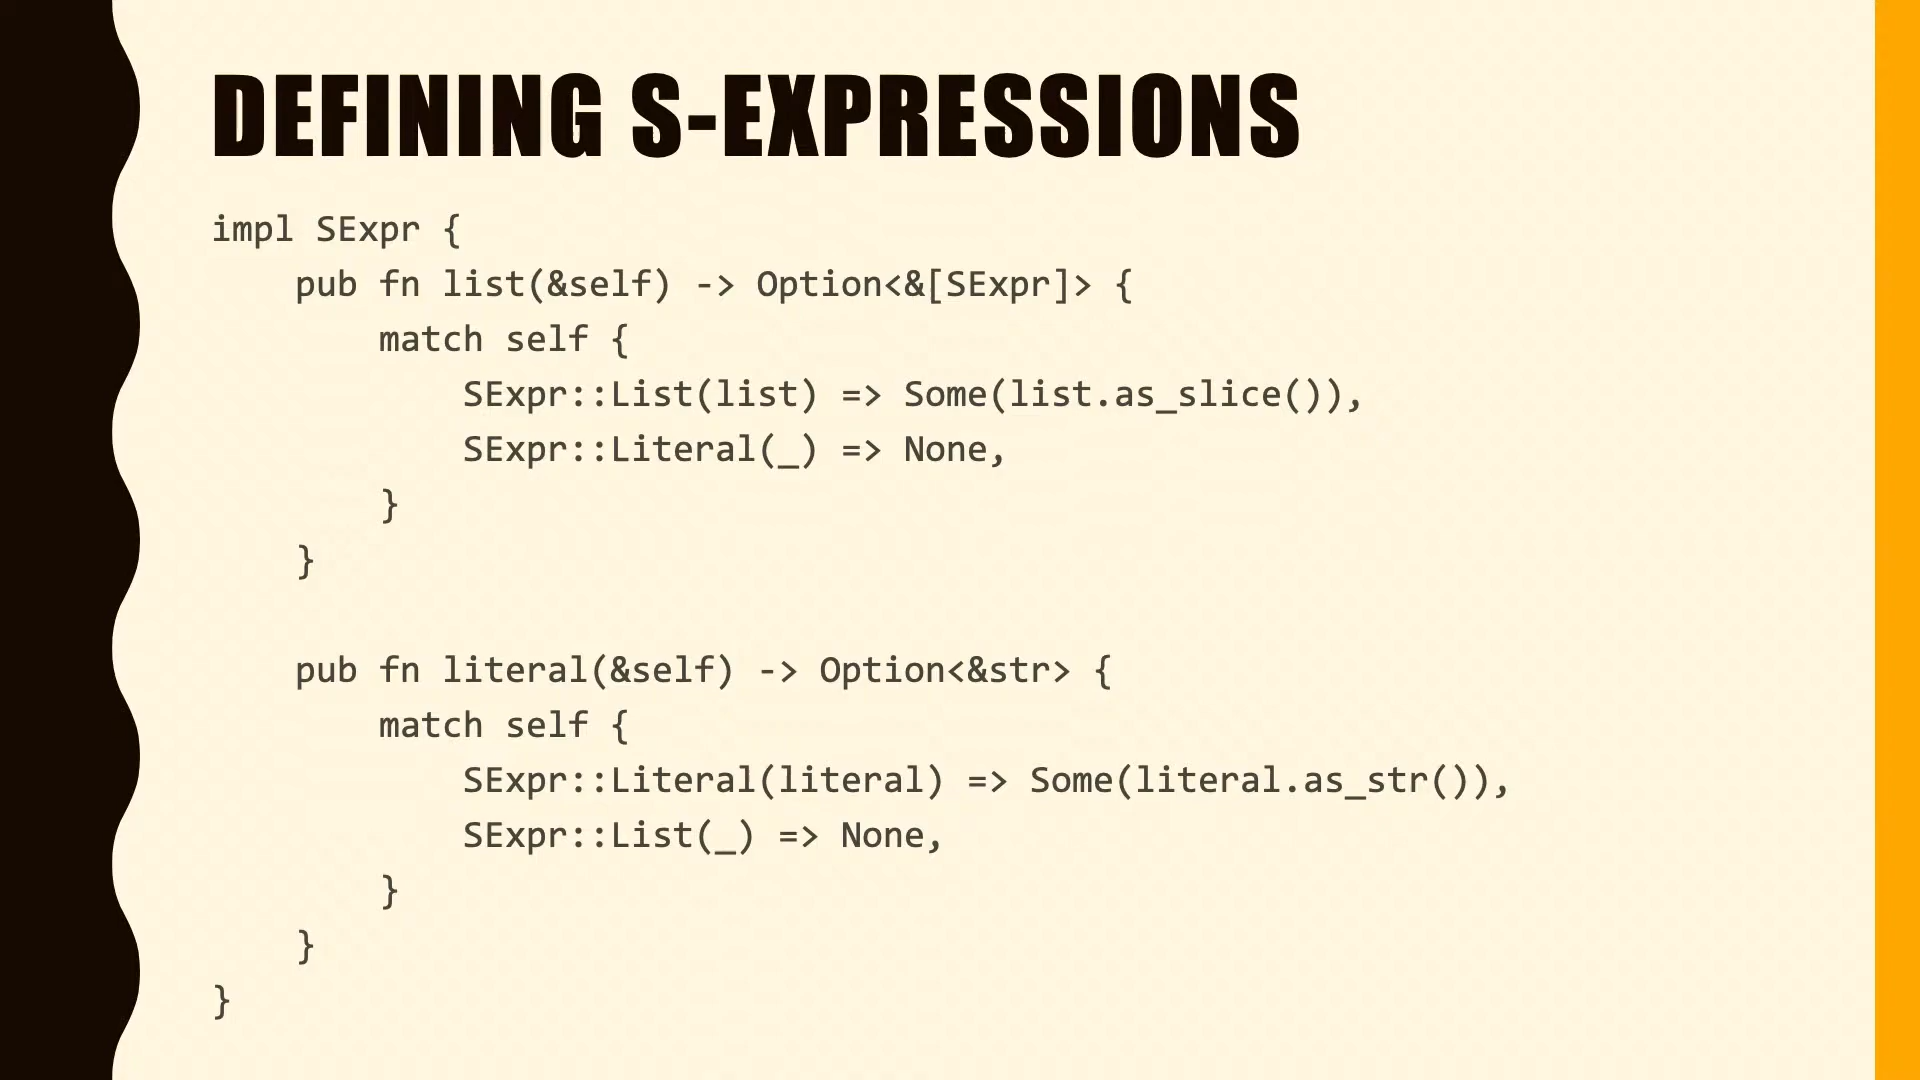 DEFINING S-EXPRESSIONS
impl SExpr {
    pub fn list(&self) -> Option<&[SExpr]> {
        match self {
            SExpr::List(list) => Some(list.as_slice()),
            SExpr::Literal(_) => None,
        }
    }

    pub fn literal(&self) -> Option<&str> {
        match self {
            SExpr::Literal(literal) => Some(literal.as_str()),
            SExpr::List(_) => None,
        }
    }
}